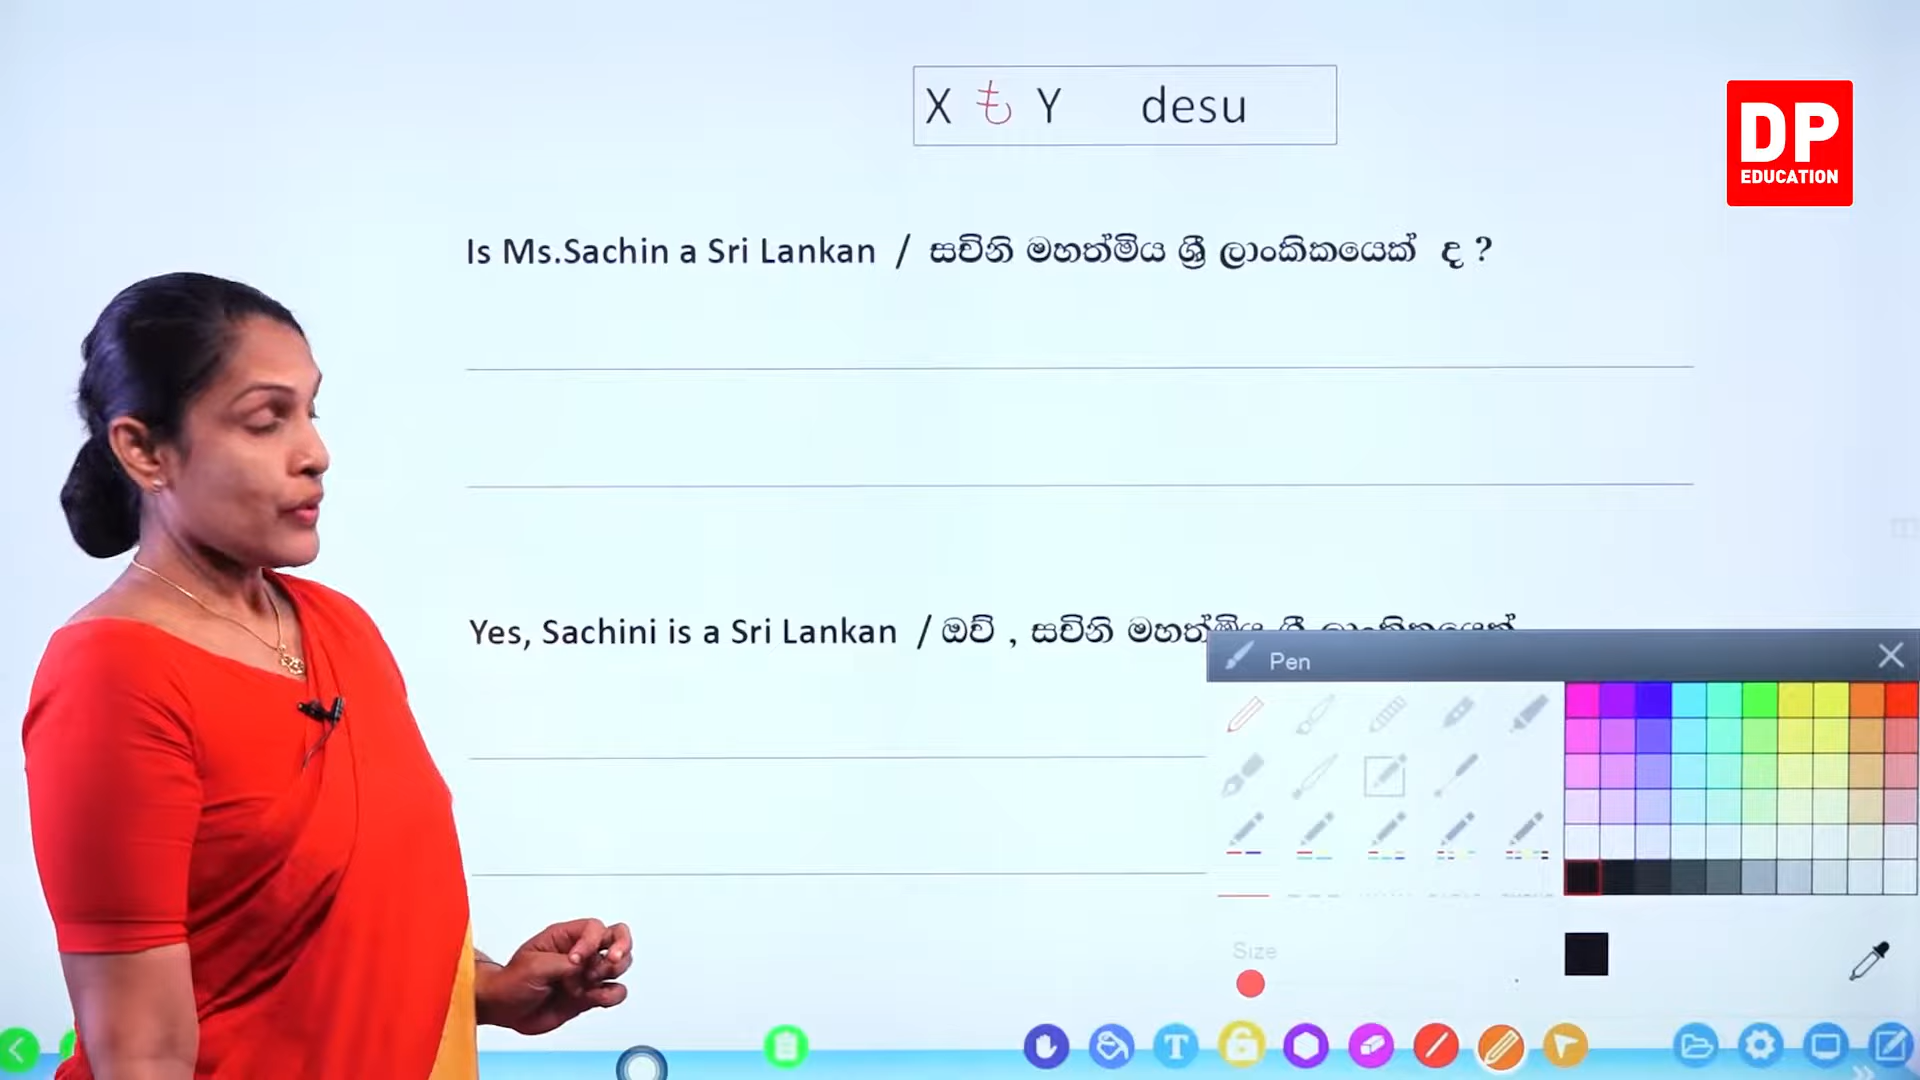 X も Y desu
DP
EDUCATION
Is Ms.Sachin a Sri Lankan / සචිනි මහත්මිය ශ්‍රී ලාංකිකයෙක් ද ?
Yes, Sachini is a Sri Lankan / ඔව් , සචිනි මහත්මිය ශ්‍රී ලාංකිකයෙක්
Pen
Size
T